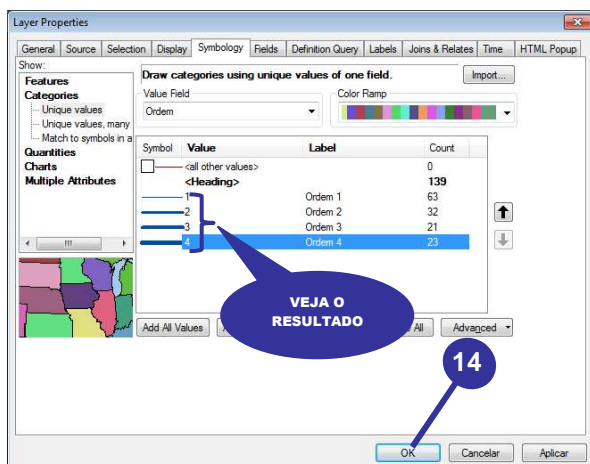 Layer Properties
General Source Selection Display Symbology Fields Definition Query Labels Joins & Relates Time HTML Popup
Show:
Features
Categories
Unique values
Unique values, many
Match to symbols in a
Quantities
Charts
Multiple Attributes
Draw categories using unique values of one field.
Import...
Value Field
Color Ramp
Ordem
Symbol Value Label Count
<all other values> 0
<Heading> 139
1 Ordem 1 63
2 Ordem 2 32
3 Ordem 3 21
4 Ordem 4 23
VEJA O
RESULTADO
Add All Values
All
Advanced
14
OK Cancelar Aplicar